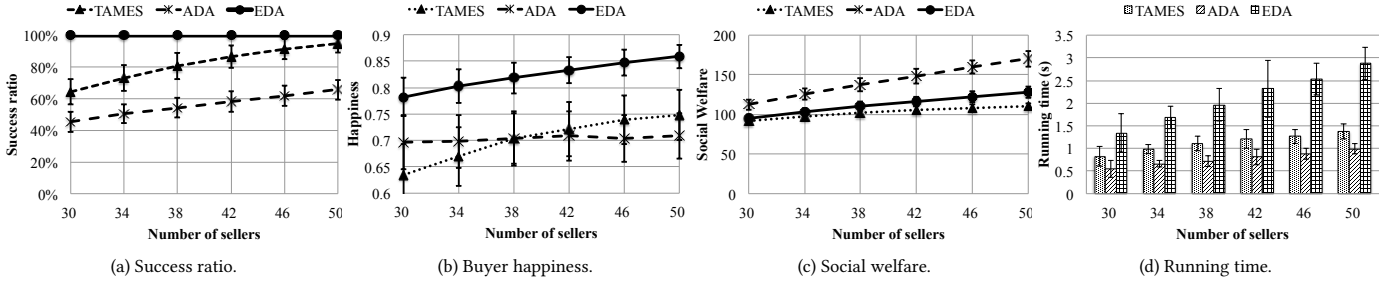 TAMES ADA EDA
100%
80%
60%
40%
20%
0%
Success ratio
30 34 38 42 46 50
Number of sellers
(a) Success ratio.
TAMES ADA EDA
0.9
0.85
0.8
0.75
0.7
0.65
0.6
Happiness
30 34 38 42 46 50
Number of sellers
(b) Buyer happiness.
TAMES ADA EDA
200
150
100
50
0
Social Welfare
30 34 38 42 46 50
Number of sellers
(c) Social welfare.
TAMES ADA EDA
3.5
3
2.5
2
1.5
1
0.5
0
Running time (s)
30 34 38 42 46 50
Number of sellers
(d) Running time.